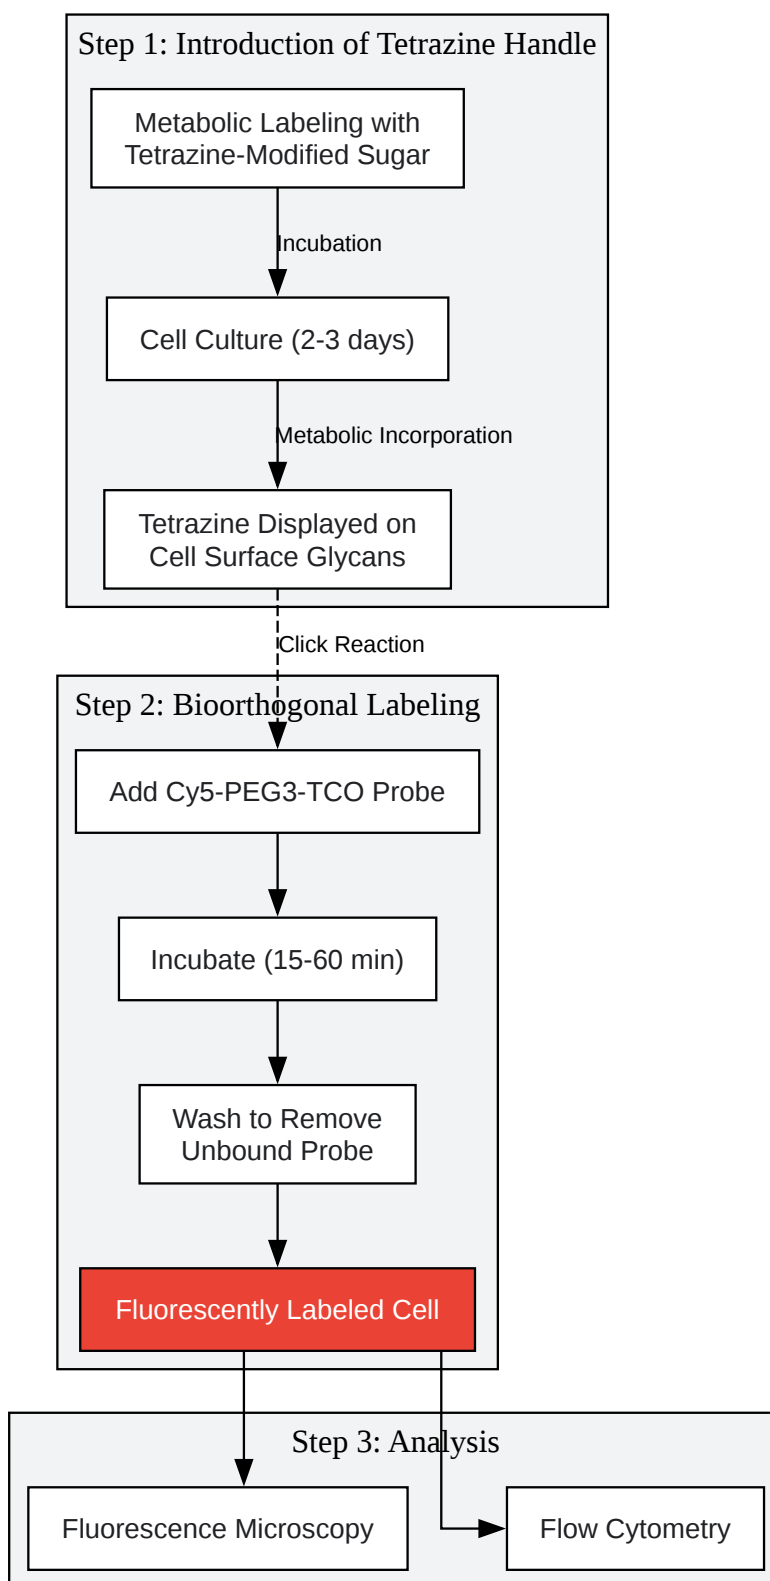 Step 1: Introduction of Tetrazine Handle
Metabolic Labeling with
Tetrazine-Modified Sugar
Incubation
Cell Culture (2-3 days)
Metabolic Incorporation
Tetrazine Displayed on
Cell Surface Glycans
Click Reaction
Step 2: Bioorthogonal Labeling
Add Cy5-PEG3-TCO Probe
Incubate (15-60 min)
Wash to Remove
Unbound Probe
Fluorescently Labeled Cell
Step 3: Analysis
Fluorescence Microscopy
Flow Cytometry